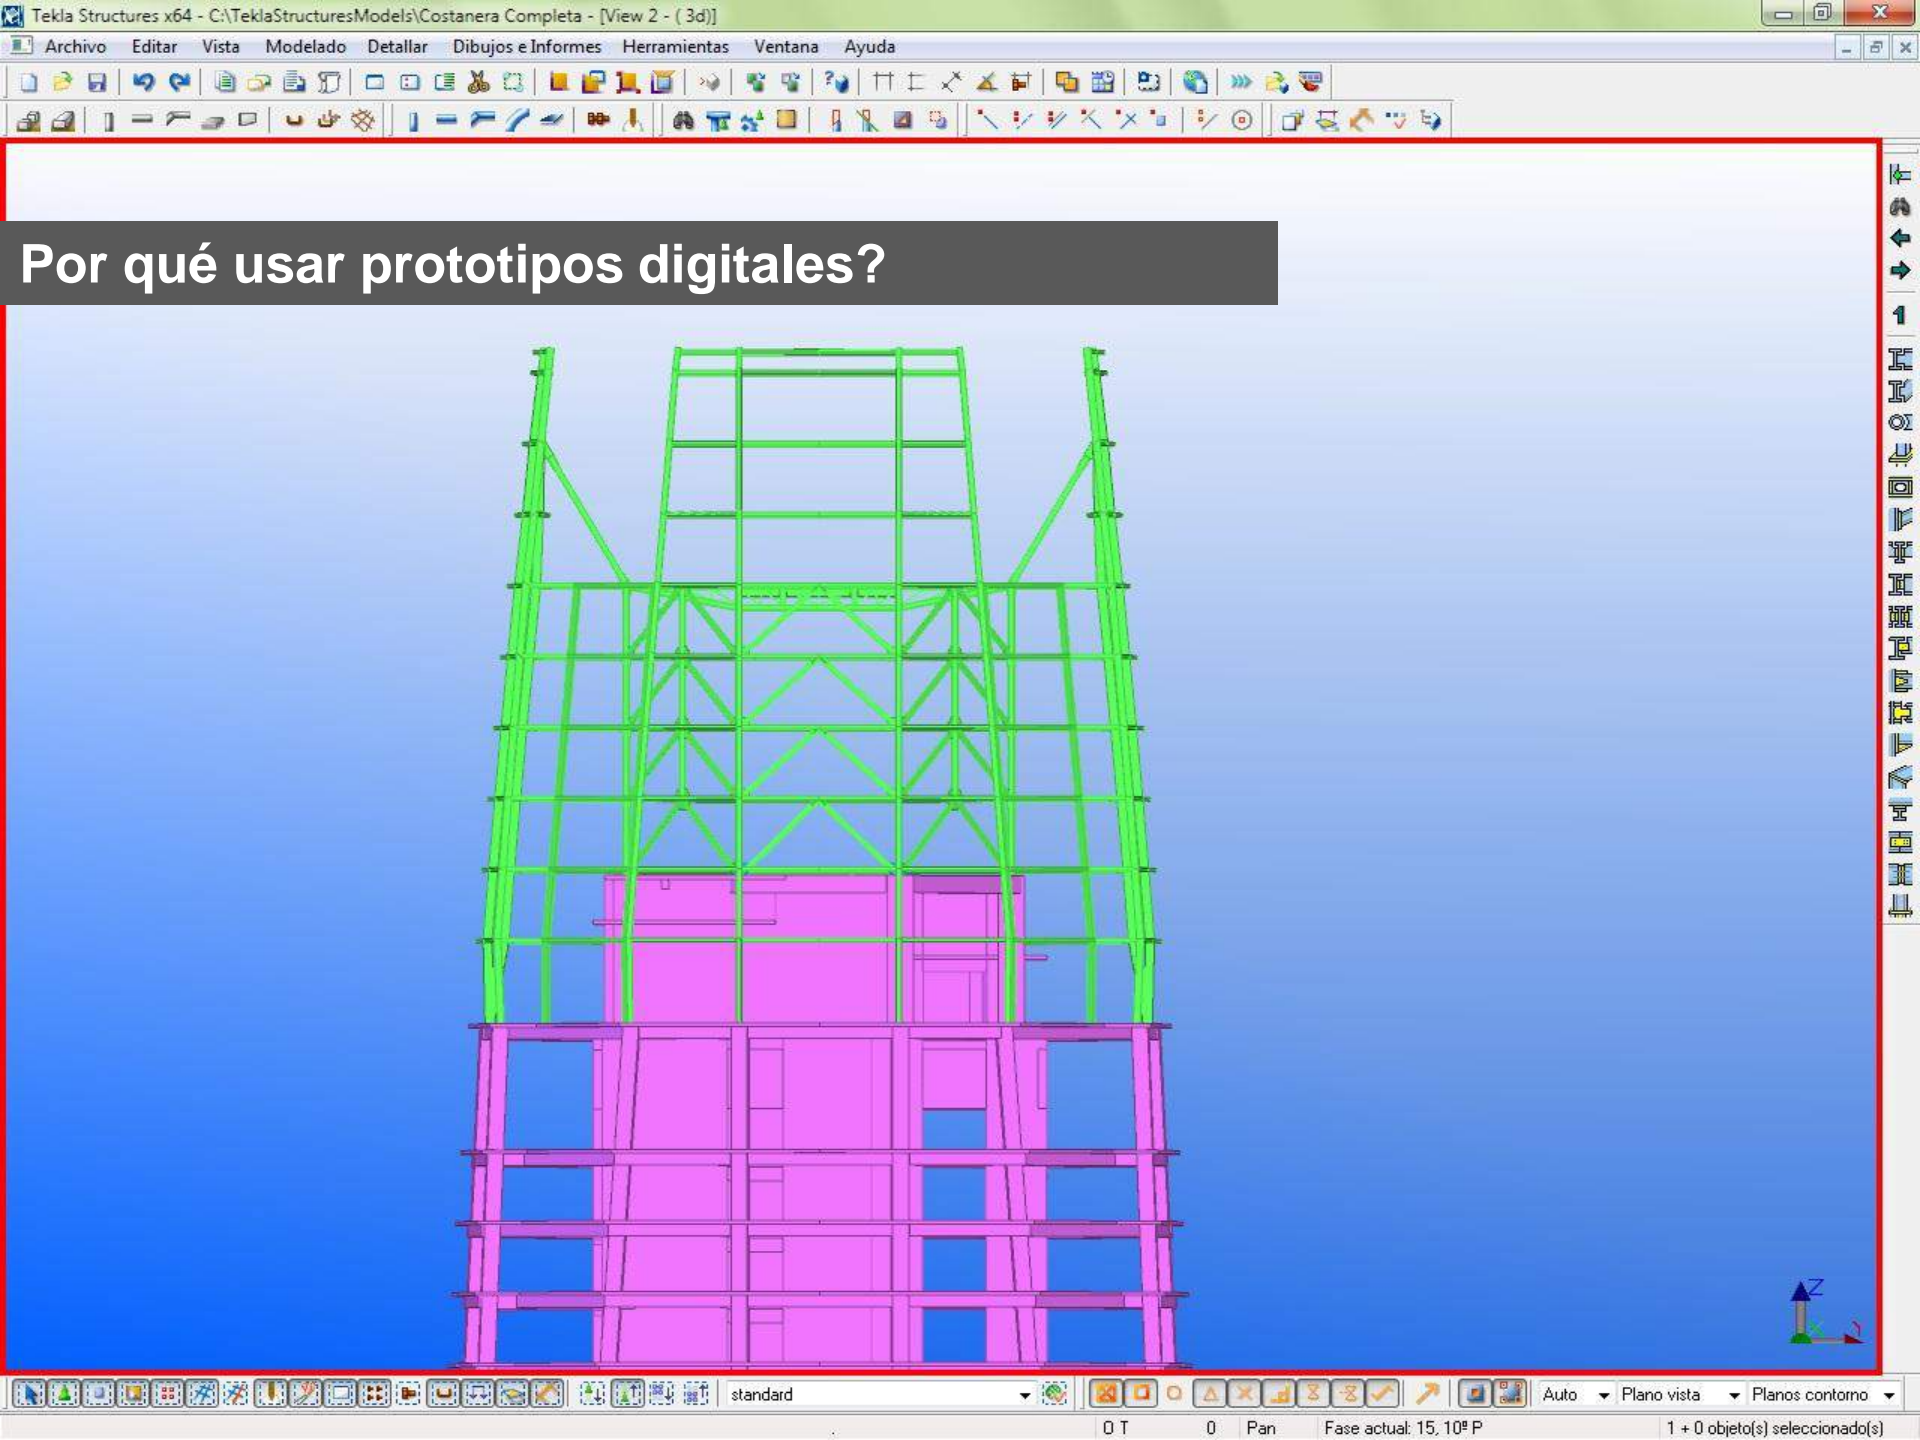 Tekla Structures x64 - C:\TeklaStructuresModels\Costanera Completa - [View 2 - ( 3d)]
Archivo Editar Vista Modelado Detallar Dibujos e Informes Herramientas Ventana Ayuda
Por qué usar prototipos digitales?
Z
standard
Auto Plano vista Planos contorno
O T 0 Pan Fase actual: 15, 10º P 1 + 0 objeto(s) seleccionado(s)